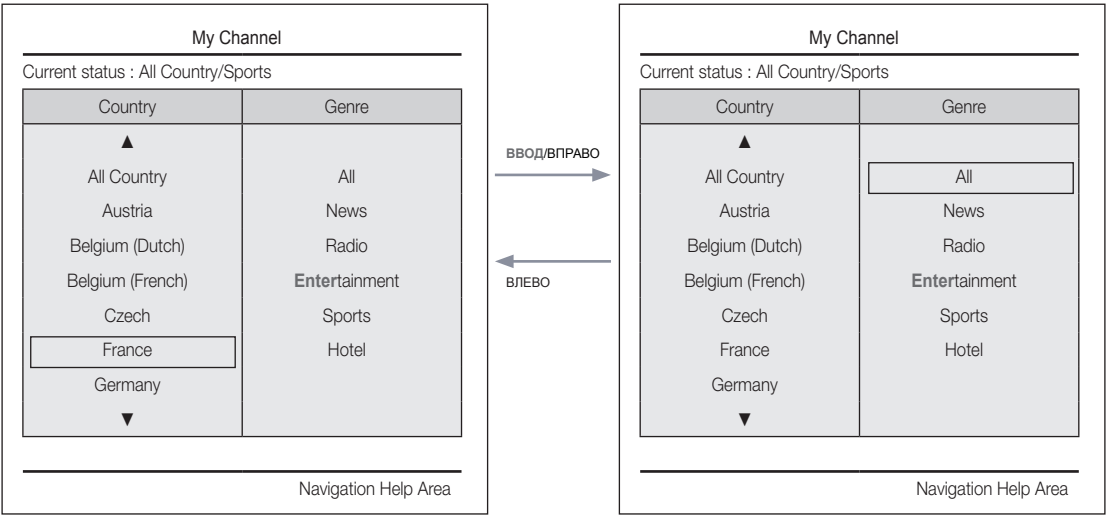 My Channel
Current status : All Country/Sports
Country Genre
▲
All Country All
Austria News
Belgium (Dutch) Radio
Belgium (French) Entertainment
Czech Sports
France Hotel
Germany
▼
Navigation Help Area
ВВОД/ВПРАВО
ВЛЕВО
My Channel
Current status : All Country/Sports
Country Genre
▲
All Country All
Austria News
Belgium (Dutch) Radio
Belgium (French) Entertainment
Czech Sports
France Hotel
Germany
▼
Navigation Help Area